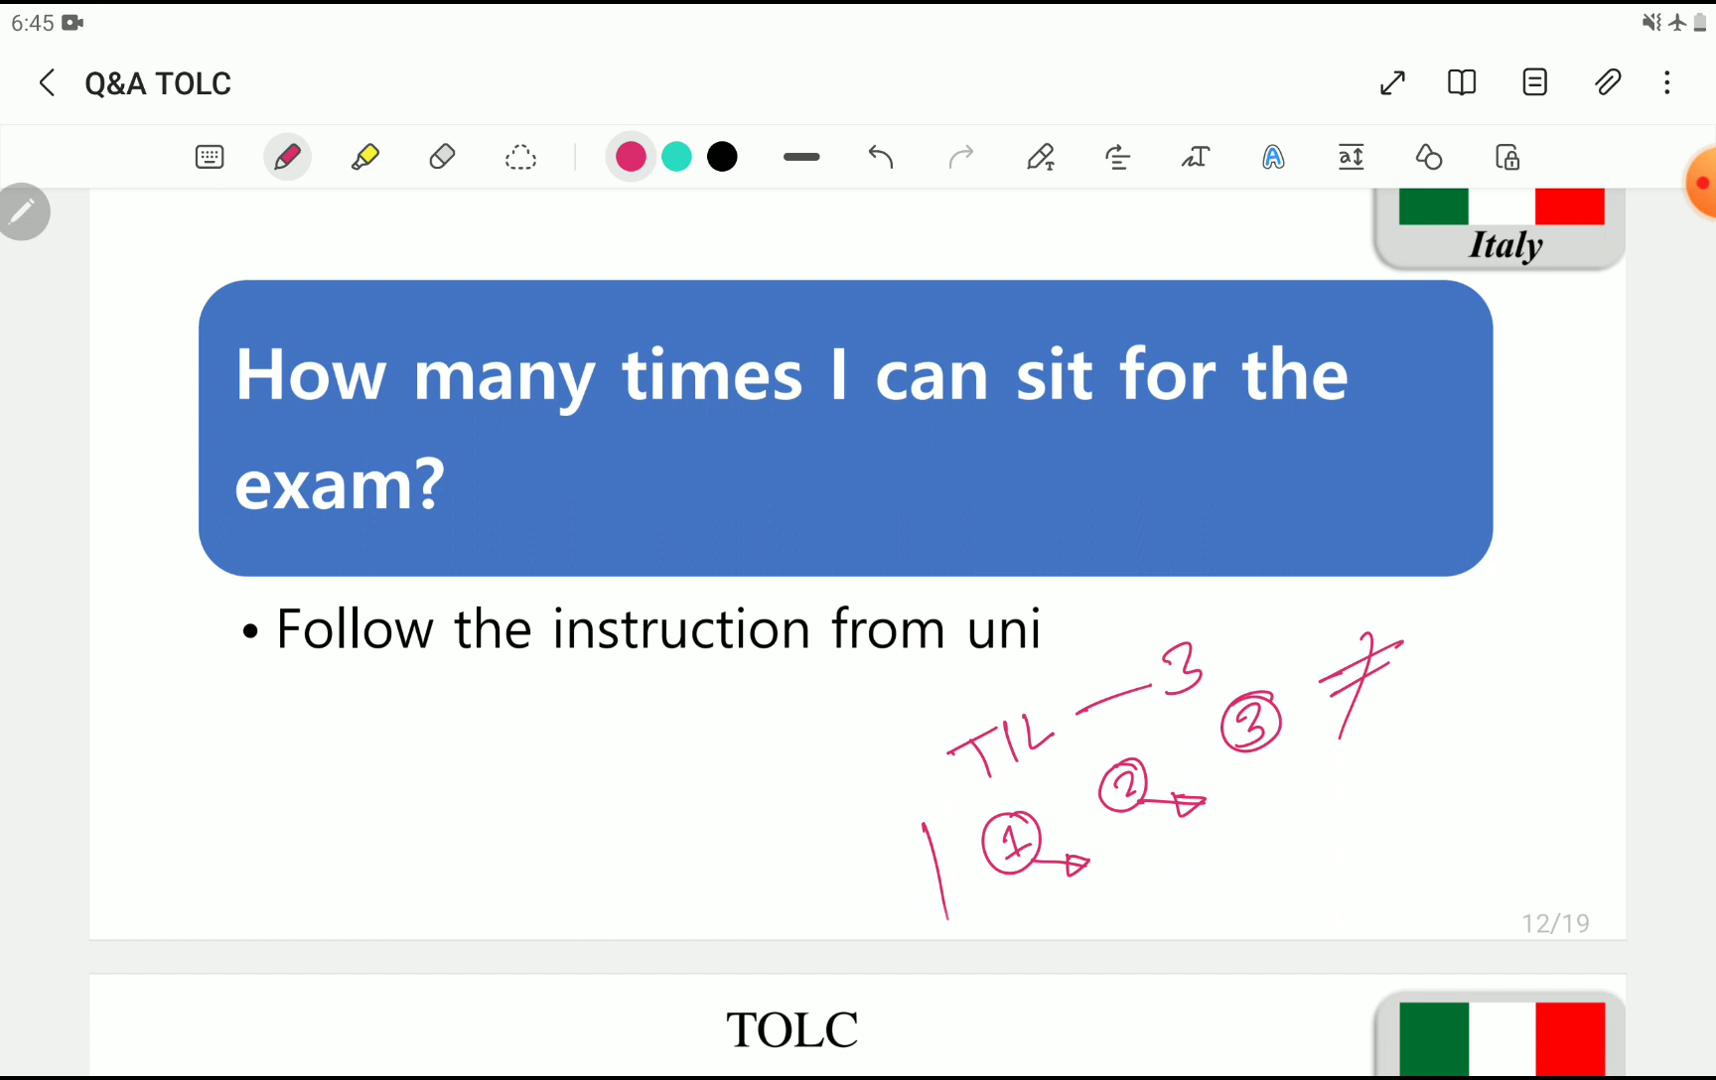 6:45
Q&A TOLC
Italy
How many times I can sit for the
exam?
• Follow the instruction from uni
TIL — 3
③
②
①
12/19
TOLC